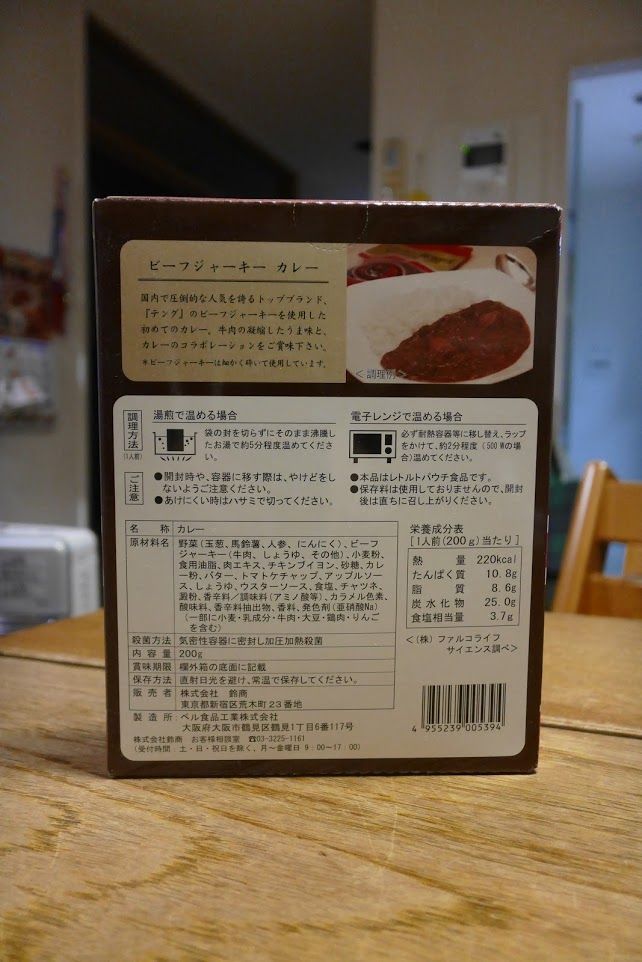 ビーフジャーキー カレー
国内で圧倒的な人気を誇るトップブランド、
『テング』のビーフジャーキーを使用した
初めてのカレー。牛肉の凝縮したうま味と、
カレーのコラボレーションをご賞味下さい。
＊ビーフジャーキーは細かく砕いて使用しています。
＜調理例＞
調理方法
(1人前)
湯煎で温める場合
袋の封を切らずにそのまま沸騰し
たお湯で約5分程度温めてください。
電子レンジで温める場合
必ず耐熱容器等に移し替え、ラップ
をかけて、約2分程度（500Wの場
合）温めてください。
ご注意
●開封時や、容器に移す際は、やけどをし
ないようご注意ください。
●あけにくい時はハサミで切ってください。
●本品はレトルトパウチ食品です。
●保存料は使用しておりませんので、開封
後は直ちに召し上がりください。
名　称 カレー
原材料名 野菜（玉葱、馬鈴薯、人参、にんにく）、ビーフ
ジャーキー（牛肉、しょうゆ、その他）、小麦粉、
食用油脂、肉エキス、チキンブイヨン、砂糖、カレ
ー粉、バター、トマトケチャップ、アップルソー
ス、しょうゆ、ウスターソース、食塩、チャツネ、
澱粉、香辛料／調味料（アミノ酸等）、カラメル色素、
酸味料、香辛料抽出物、香料、発色剤（亜硝酸Na）
（一部に小麦・乳成分・牛肉・大豆・鶏肉・りんご
を含む）
殺菌方法 気密性容器に密封し加圧加熱殺菌
内容量 200g
賞味期限 欄外箱の底面に記載
保存方法 直射日光を避け、常温で保存してください。
販売者 株式会社 鈴商
東京都新宿区荒木町23番地
製造所：ベル食品工業株式会社
大阪府大阪市鶴見区鶴見1丁目6番117号
株式会社鈴商 お客様相談室 ☎03-3225-1161
（受付時間：土・日・祝日を除く、月〜金曜日 9：00〜17：00）
栄養成分表
[1人前(200g)当たり]
熱量 220kcal
たんぱく質 10.8g
脂質 8.6g
炭水化物 25.0g
食塩相当量 3.7g
＜（株）ファルコライフ
サイエンス調べ＞
4 955239 005394